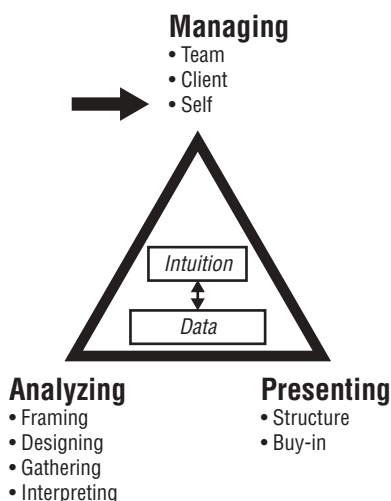 Managing
• Team
• Client
• Self
Intuition
Data
Analyzing
• Framing
• Designing
• Gathering
• Interpreting
Presenting
• Structure
• Buy-in